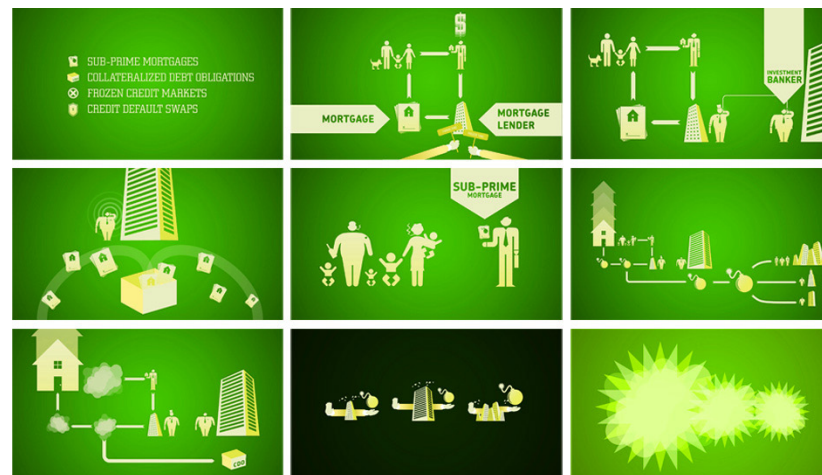 SUB-PRIME MORTGAGES
COLLATERALIZED DEBT OBLIGATIONS
FROZEN CREDIT MARKETS
CREDIT DEFAULT SWAPS
$
MORTGAGE
MORTGAGE
LENDER
INVESTMENT
BANKER
SUB-PRIME
MORTGAGE
CDO